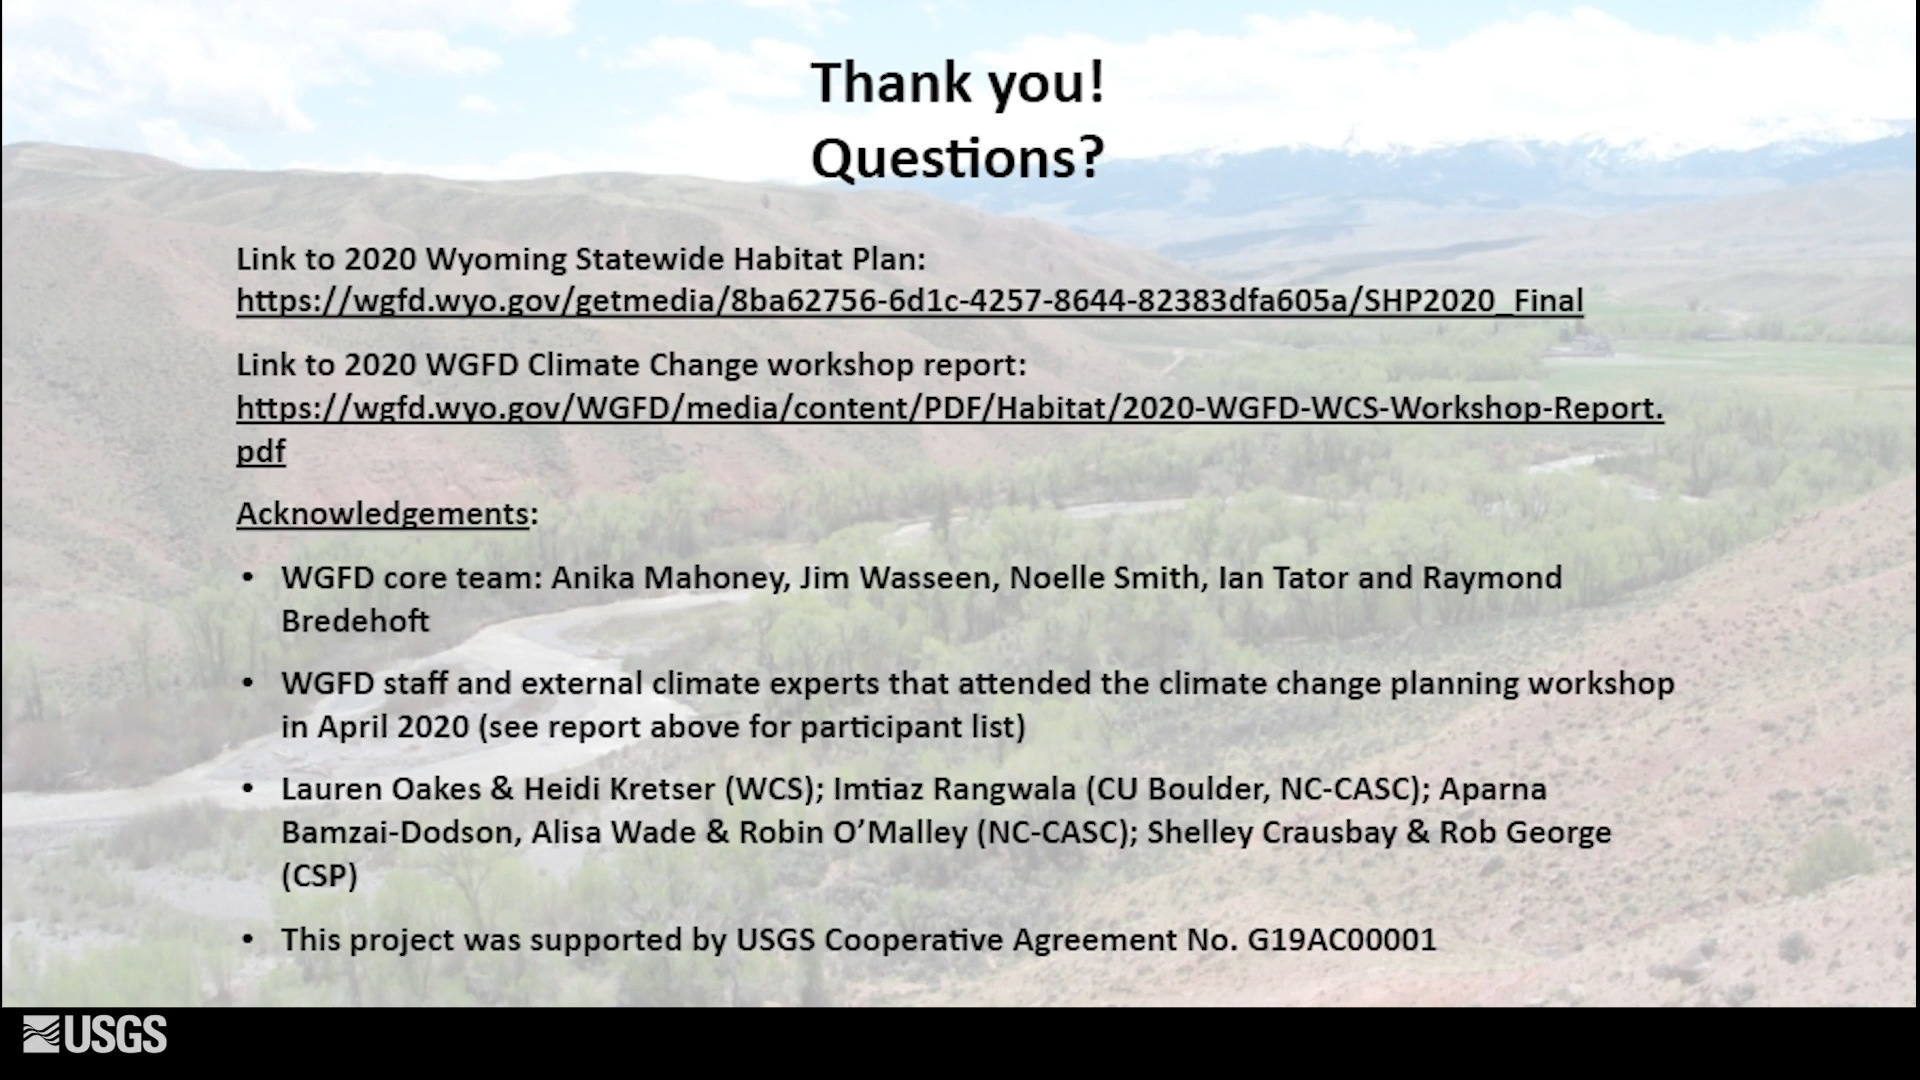 Thank you!
Questions?
Link to 2020 Wyoming Statewide Habitat Plan:
https://wgfd.wyo.gov/getmedia/8ba62756-6d1c-4257-8644-82383dfa605a/SHP2020_Final
Link to 2020 WGFD Climate Change workshop report:
https://wgfd.wyo.gov/WGFD/media/content/PDF/Habitat/2020-WGFD-WCS-Workshop-Report.
pdf
Acknowledgements:
• WGFD core team: Anika Mahoney, Jim Wasseen, Noelle Smith, Ian Tator and Raymond
Bredehoft
• WGFD staff and external climate experts that attended the climate change planning workshop
in April 2020 (see report above for participant list)
• Lauren Oakes & Heidi Kretser (WCS); Imtiaz Rangwala (CU Boulder, NC-CASC); Aparna
Bamzai-Dodson, Alisa Wade & Robin O’Malley (NC-CASC); Shelley Crausbay & Rob George
(CSP)
• This project was supported by USGS Cooperative Agreement No. G19AC00001
USGS